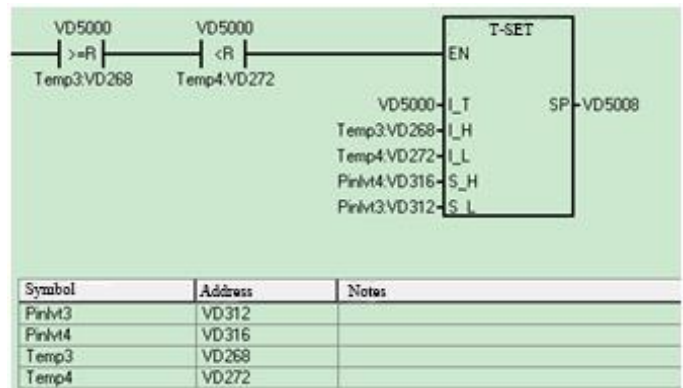 VD5000 VD5000 T-SET
>=R <R EN
Temp3:VD268 Temp4:VD272
VD5000 I_T SP VD5008
Temp3:VD268 I_H
Temp4:VD272 I_L
Pinlvt4:VD316 S_H
Pinlvt3:VD312 S_L
Symbol Address Notes
Pinlvt3 VD312
Pinlvt4 VD316
Temp3 VD268
Temp4 VD272